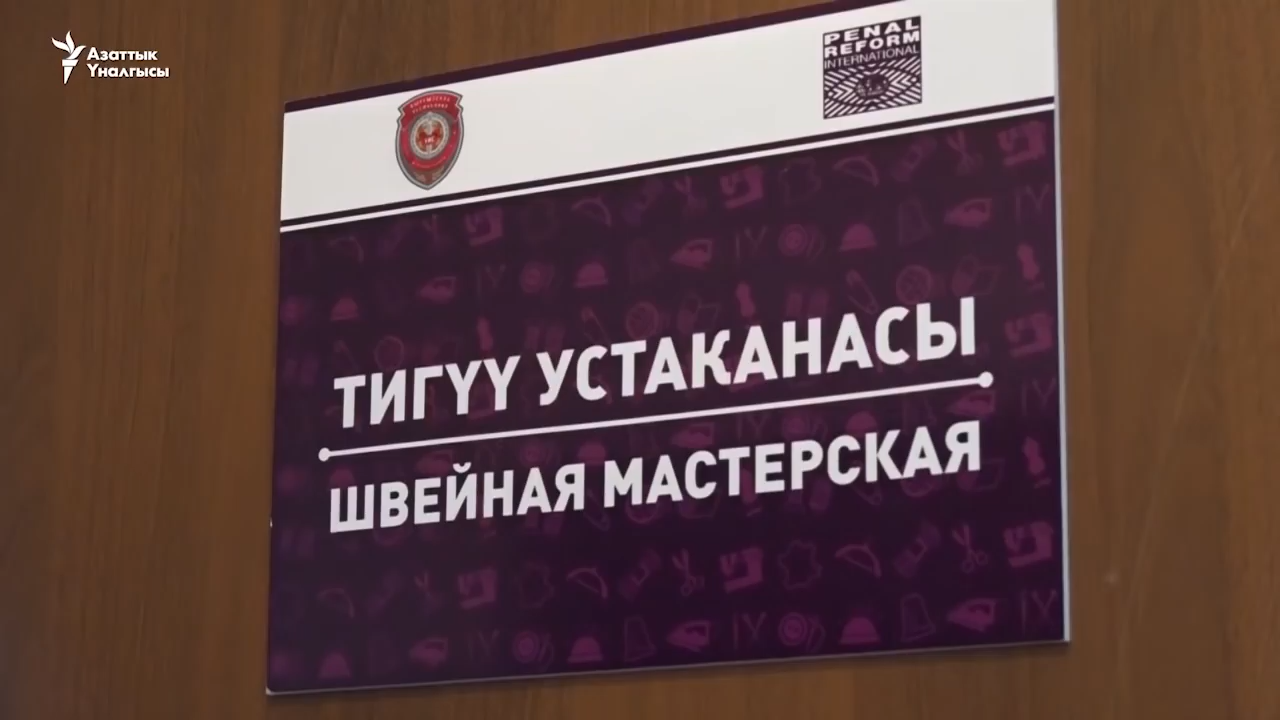 Азаттык
Үналгысы
PENAL
REFORM
INTERNATIONAL
ТИГҮҮ УСТАКАНАСЫ
ШВЕЙНАЯ МАСТЕРСКАЯ